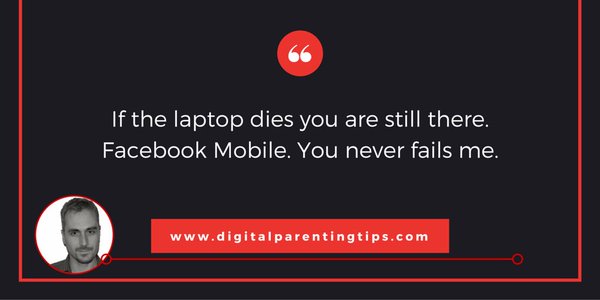 If the laptop dies you are still there.
Facebook Mobile. You never fails me.
www.digitalparentingtips.com